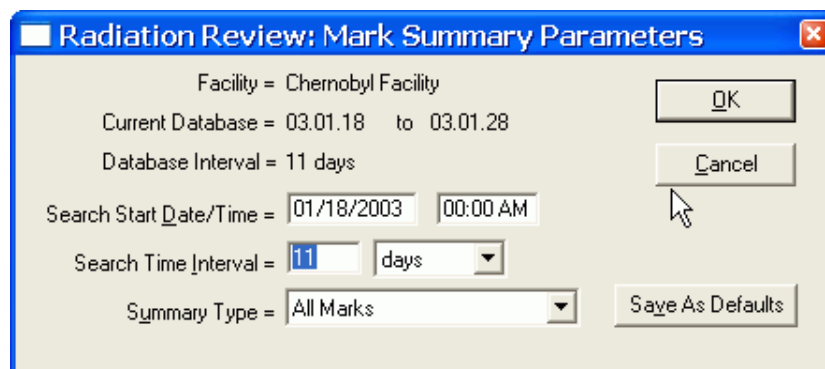 Radiation Review: Mark Summary Parameters
Facility = Chernobyl Facility
OK
Current Database = 03.01.18 to 03.01.28
Database Interval = 11 days
Cancel
Search Start Date/Time = 01/18/2003 00:00 AM
Search Time Interval = 11 days
Summary Type = All Marks
Save As Defaults